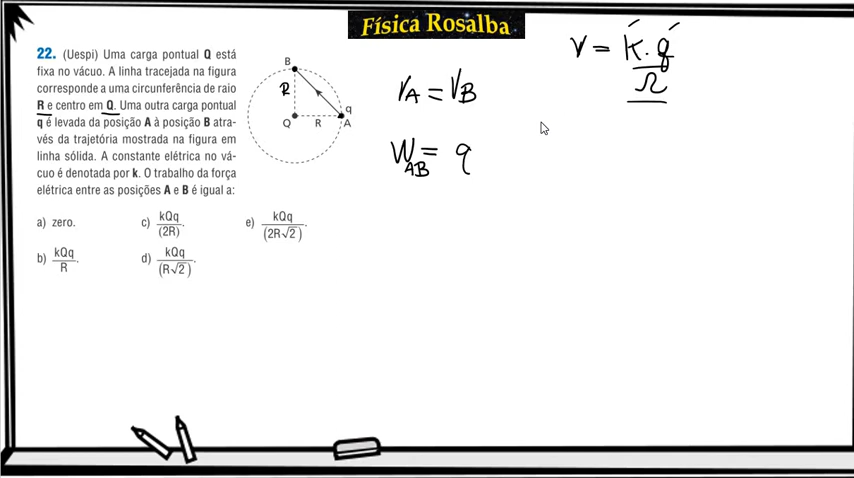 Física Rosalba
22. (Uespi) Uma carga pontual Q está
fixa no vácuo. A linha tracejada na figura
corresponde a uma circunferência de raio
R e centro em Q. Uma outra carga pontual
q é levada da posição A à posição B atra-
vés da trajetória mostrada na figura em
linha sólida. A constante elétrica no vá-
cuo é denotada por k. O trabalho da força
elétrica entre as posições A e B é igual a:
a) zero.
b) kQq/R.
c) kQq/(2R).
d) kQq/(R√2).
e) kQq/(2R√2).
B
R
q
Q R A
VA = VB
WAB = q
V = k.q/r